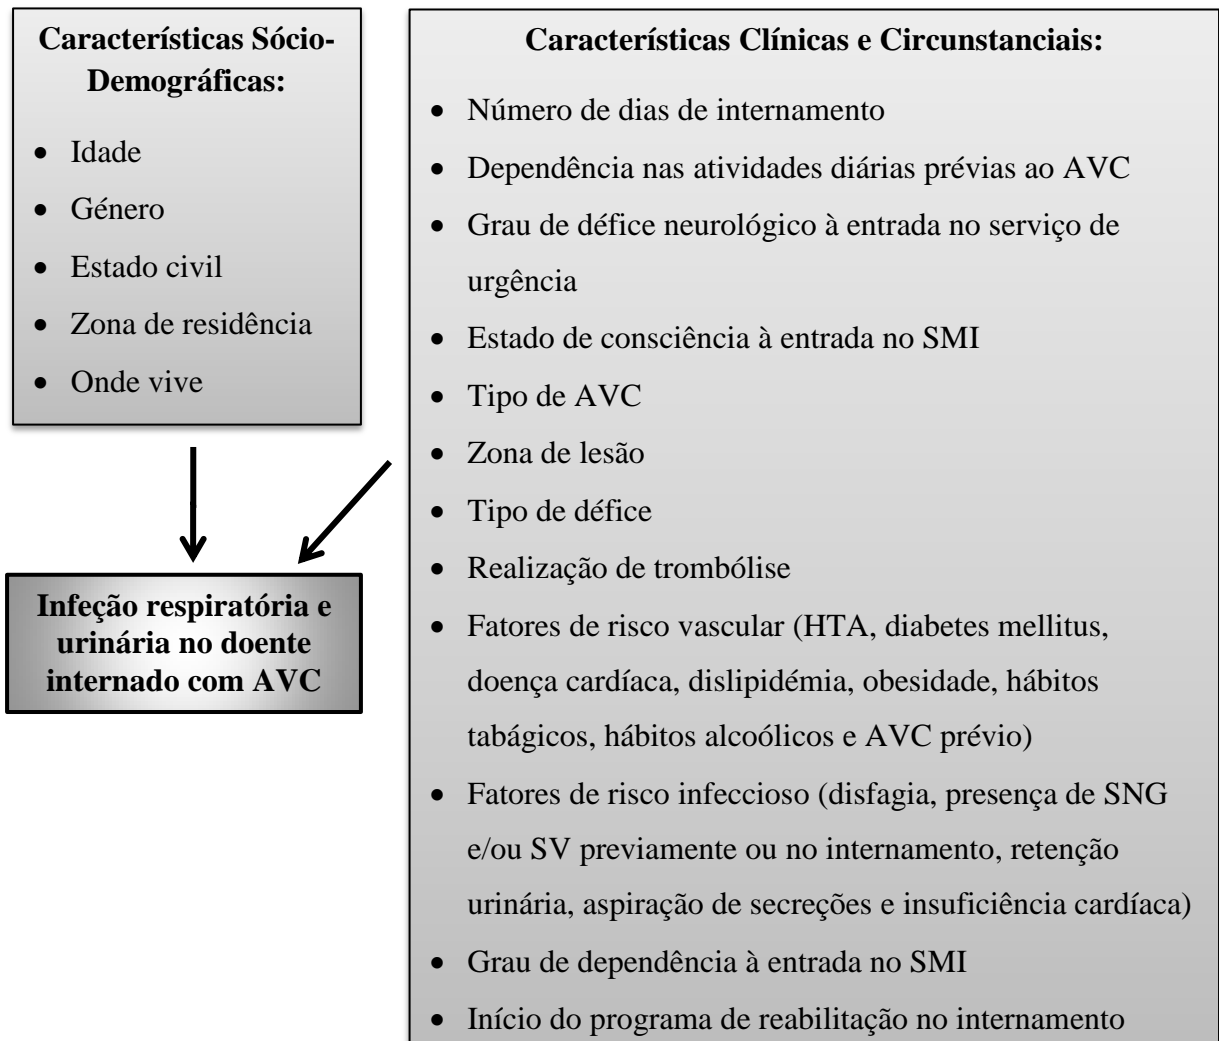 Características Sócio-
Demográficas:
• Idade
• Género
• Estado civil
• Zona de residência
• Onde vive
Infeção respiratória e
urinária no doente
internado com AVC
Características Clínicas e Circunstanciais:
• Número de dias de internamento
• Dependência nas atividades diárias prévias ao AVC
• Grau de défice neurológico à entrada no serviço de
urgência
• Estado de consciência à entrada no SMI
• Tipo de AVC
• Zona de lesão
• Tipo de défice
• Realização de trombólise
• Fatores de risco vascular (HTA, diabetes mellitus,
doença cardíaca, dislipidémia, obesidade, hábitos
tabágicos, hábitos alcoólicos e AVC prévio)
• Fatores de risco infeccioso (disfagia, presença de SNG
e/ou SV previamente ou no internamento, retenção
urinária, aspiração de secreções e insuficiência cardíaca)
• Grau de dependência à entrada no SMI
• Início do programa de reabilitação no internamento